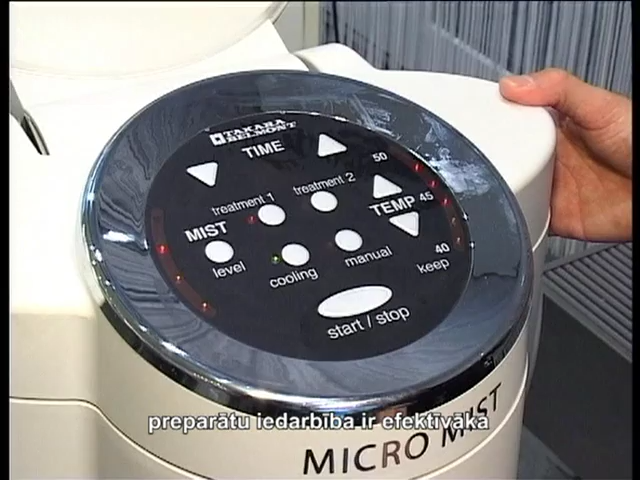 TAKARA
BELMONT
TIME
50
treatment 1
treatment 2
TEMP 45
MIST
level
cooling
manual
40
keep
start / stop
preparātu iedarbība ir efektīvāka
MICRO MIST